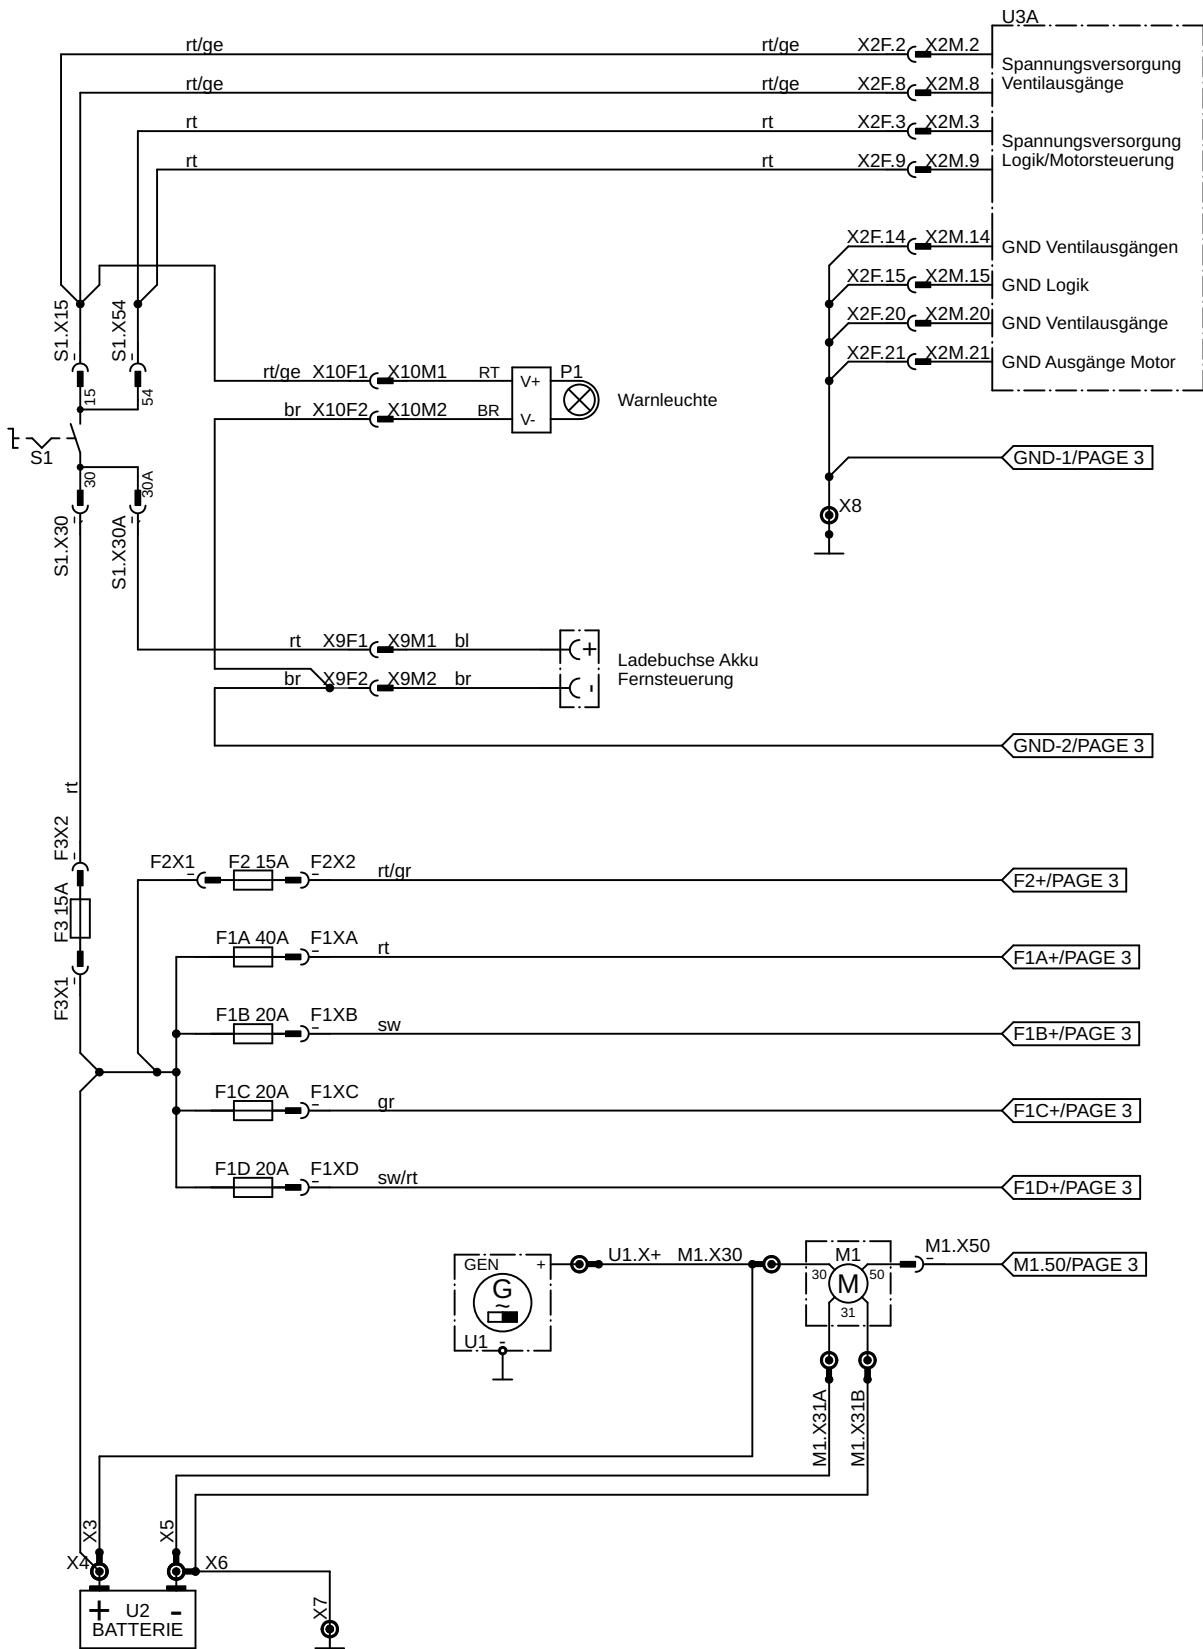 U3A
rt/ge rt/ge X2F.2 X2M.2
Spannungsversorgung
Ventilausgänge
rt/ge rt/ge X2F.8 X2M.8
rt rt X2F.3 X2M.3
Spannungsversorgung
Logik/Motorsteuerung
rt rt X2F.9 X2M.9
X2F.14 X2M.14 GND Ventilausgängen
X2F.15 X2M.15 GND Logik
X2F.20 X2M.20 GND Ventilausgänge
X2F.21 X2M.21 GND Ausgänge Motor
S1.X15
S1.X54
15
54
rt/ge X10F1 X10M1 RT V+ P1
Warnleuchte
br X10F2 X10M2 BR V-
S1
30
30A
S1.X30
S1.X30A
GND-1/PAGE 3
X8
rt X9F1 X9M1 bl +
Ladebuchse Akku
Fernsteuerung
br X9F2 X9M2 br -
GND-2/PAGE 3
rt
F3X2
F3 15A
F3X1
F2X1 F2 15A F2X2 rt/gr F2+/PAGE 3
F1A 40A F1XA rt F1A+/PAGE 3
F1B 20A F1XB sw F1B+/PAGE 3
F1C 20A F1XC gr F1C+/PAGE 3
F1D 20A F1XD sw/rt F1D+/PAGE 3
GEN + U1.X+ M1.X30 M1 M1.X50
M1.50/PAGE 3
30 M 50
31
G
~
U1 -
M1.X31A
M1.X31B
X3
X5
X4
X6
X7
+ U2 -
BATTERIE